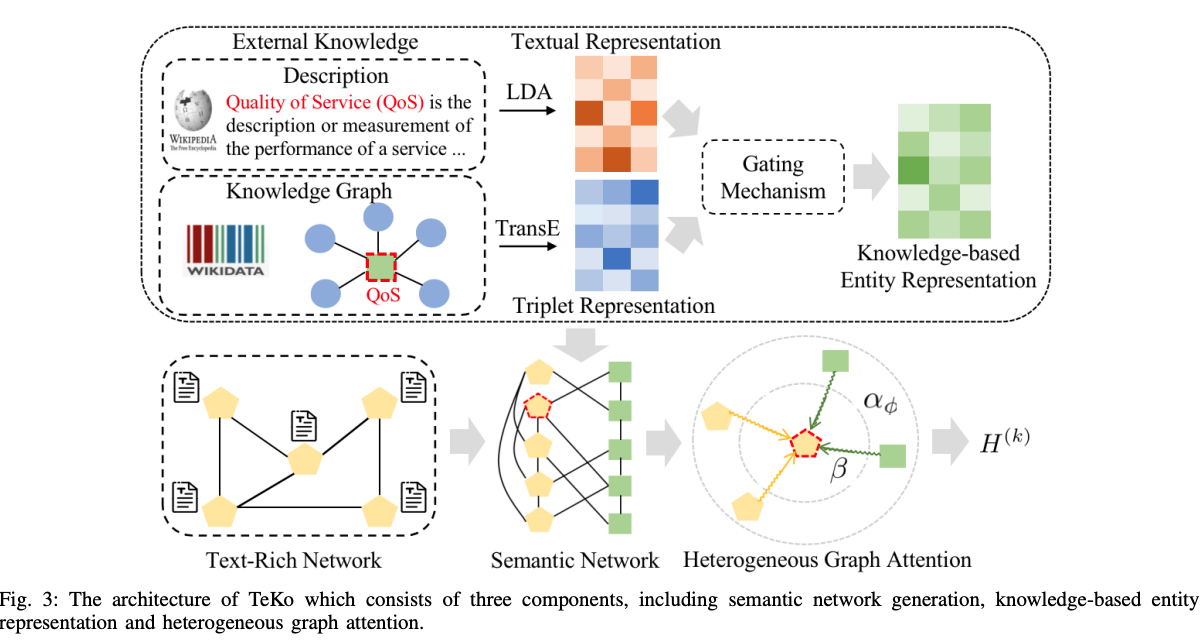 External Knowledge
Textual Representation
Description
Quality of Service (QoS) is the
description or measurement of
the performance of a service ...
WIKIPEDIA
The Free Encyclopedia
LDA
Knowledge Graph
WIKIDATA
QoS
TransE
Triplet Representation
Gating
Mechanism
Knowledge-based
Entity Representation
T
T
T
T
T
α_ϕ
β
H^{(k)}
Text-Rich Network
Semantic Network
Heterogeneous Graph Attention
Fig. 3: The architecture of TeKo which consists of three components, including semantic network generation, knowledge-based entity
representation and heterogeneous graph attention.